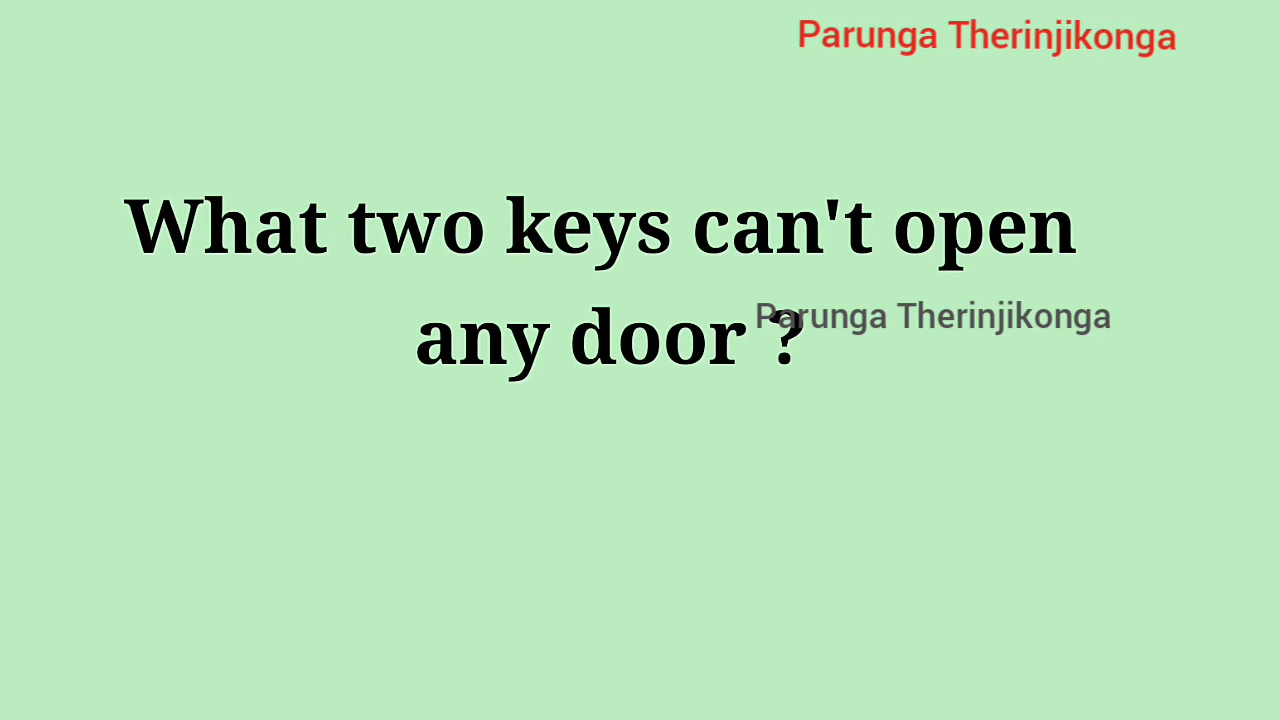 Parunga Therinjikonga
What two keys can't open
any door ?
Parunga Therinjikonga